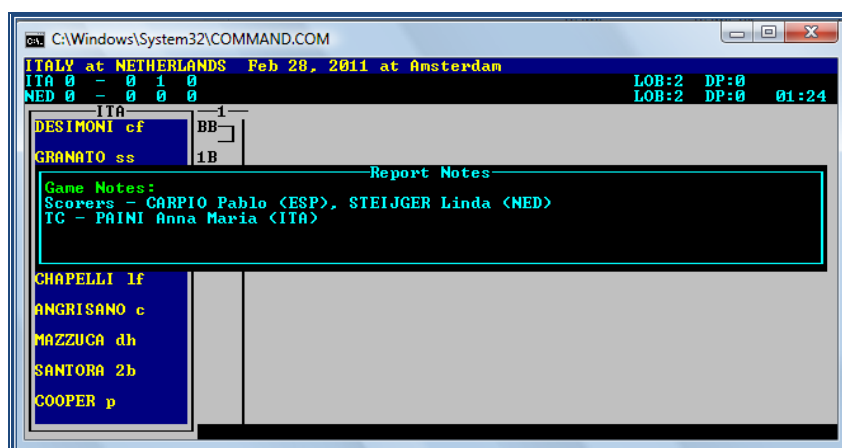 C:\Windows\System32\COMMAND.COM
ITALY at NETHERLANDS Feb 28, 2011 at Amsterdam
ITA 0 - 0 1 0 LOB:2 DP:0
NED 0 - 0 0 0 LOB:2 DP:0 01:24
ITA 1
DESIMONI cf BB
GRANATO ss 1B
Report Notes
Game Notes:
Scorers - CARPIO Pablo (ESP), STEIJGER Linda (NED)
TC - PAINI Anna Maria (ITA)
CHAPELLI lf
ANGRISANO c
MAZZUCA dh
SANTORA 2b
COOPER p